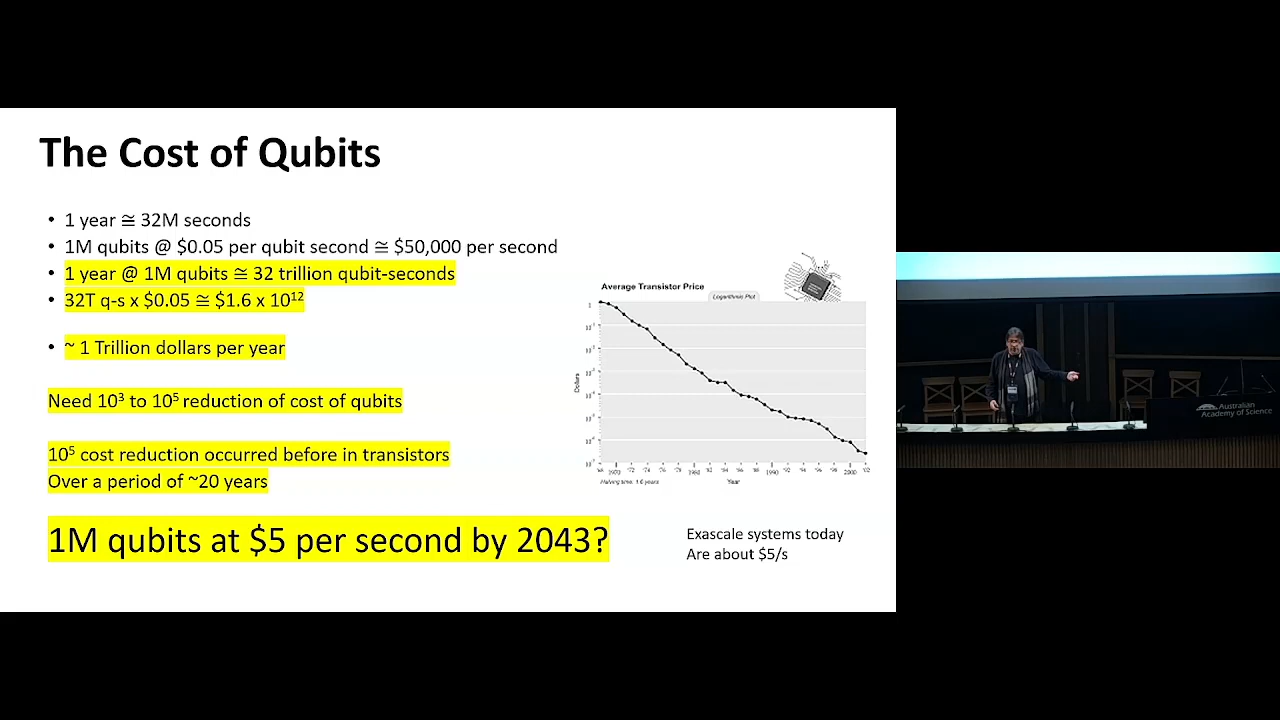 The Cost of Qubits
• 1 year ≅ 32M seconds
• 1M qubits @ $0.05 per qubit second ≅ $50,000 per second
• 1 year @ 1M qubits ≅ 32 trillion qubit-seconds
• 32T q-s x $0.05 ≅ $1.6 x 10¹²
• ~ 1 Trillion dollars per year
Need 10³ to 10⁵ reduction of cost of qubits
10⁵ cost reduction occurred before in transistors
Over a period of ~20 years
1M qubits at $5 per second by 2043?
Average Transistor Price
Logarithmic Plot
Dollars
1970
1980
1990
2000
Halving time: 1.6 years
Year
Exascale systems today
Are about $5/s
Australian
Academy of Science